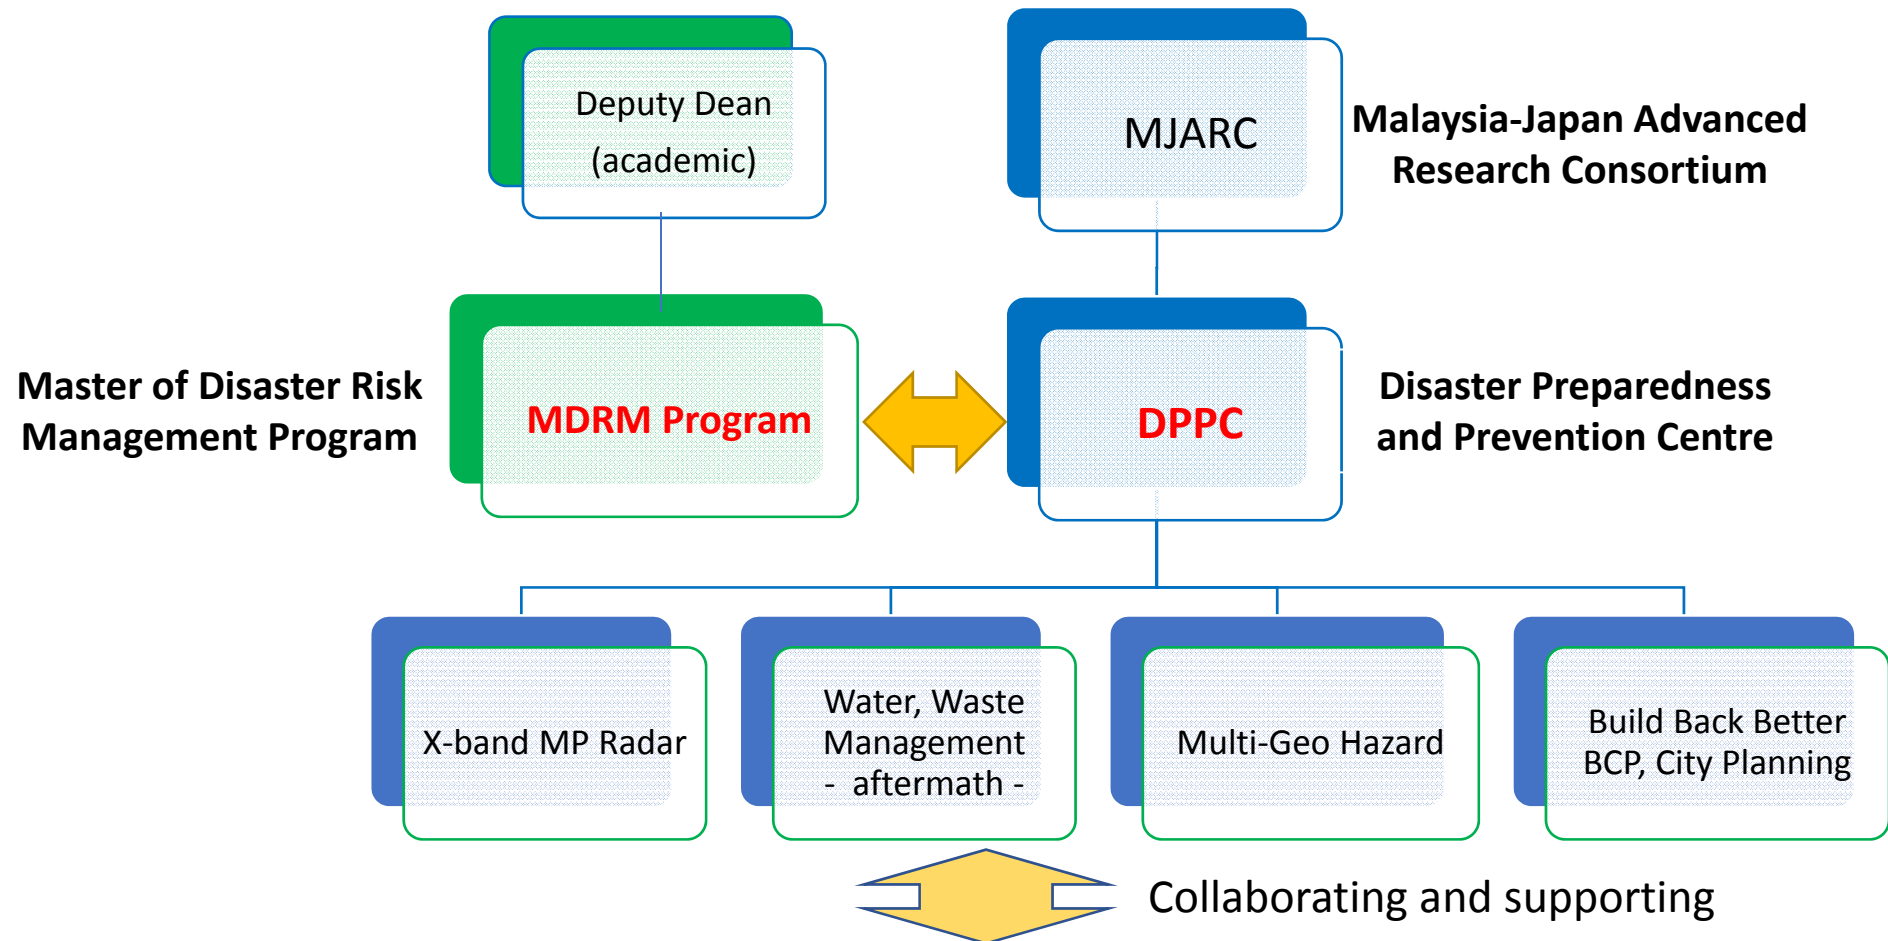 Deputy Dean
(academic)
MJARC
Malaysia-Japan Advanced
Research Consortium
Master of Disaster Risk
Management Program
MDRM Program
DPPC
Disaster Preparedness
and Prevention Centre
X-band MP Radar
Water, Waste
Management
- aftermath -
Multi-Geo Hazard
Build Back Better
BCP, City Planning
Collaborating and supporting